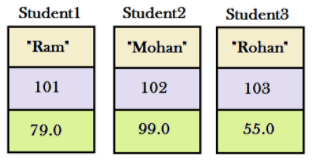 Student1 Student2 Student3
"Ram" "Mohan" "Rohan"
101 102 103
79.0 99.0 55.0